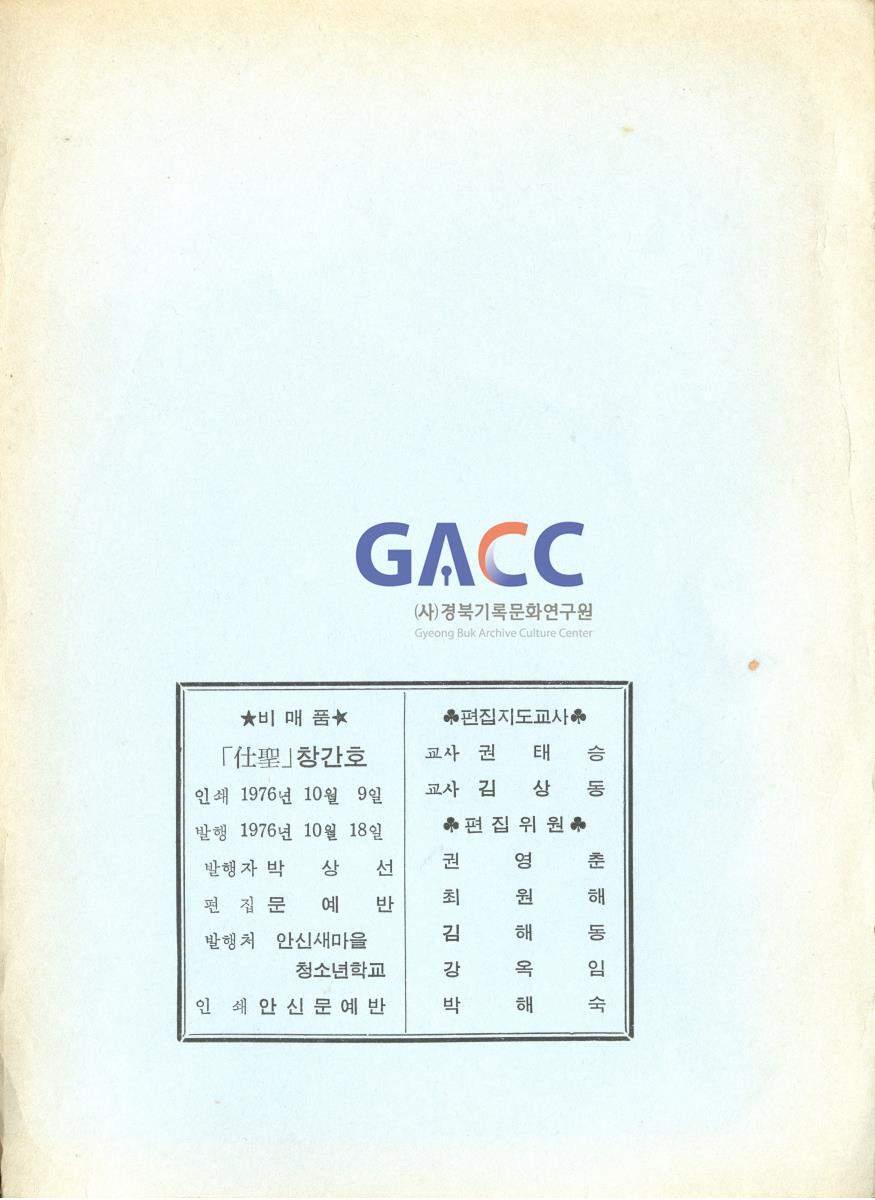 GACC
(사)경북기록문화연구원
Gyeong Buk Archive Culture Center
★비 매 품★
「仕聖」창간호
인쇄 1976년 10월 9일
발행 1976년 10월 18일
발행자 박 상 선
편 집 문 예 반
발행처 안신새마을
청소년학교
인 쇄 안 신 문 예 반
♣편집지도교사♣
교사 권 태 승
교사 김 상 동
♣편 집 위 원♣
권 영 춘
최 원 해
김 해 동
강 옥 임
박 해 숙